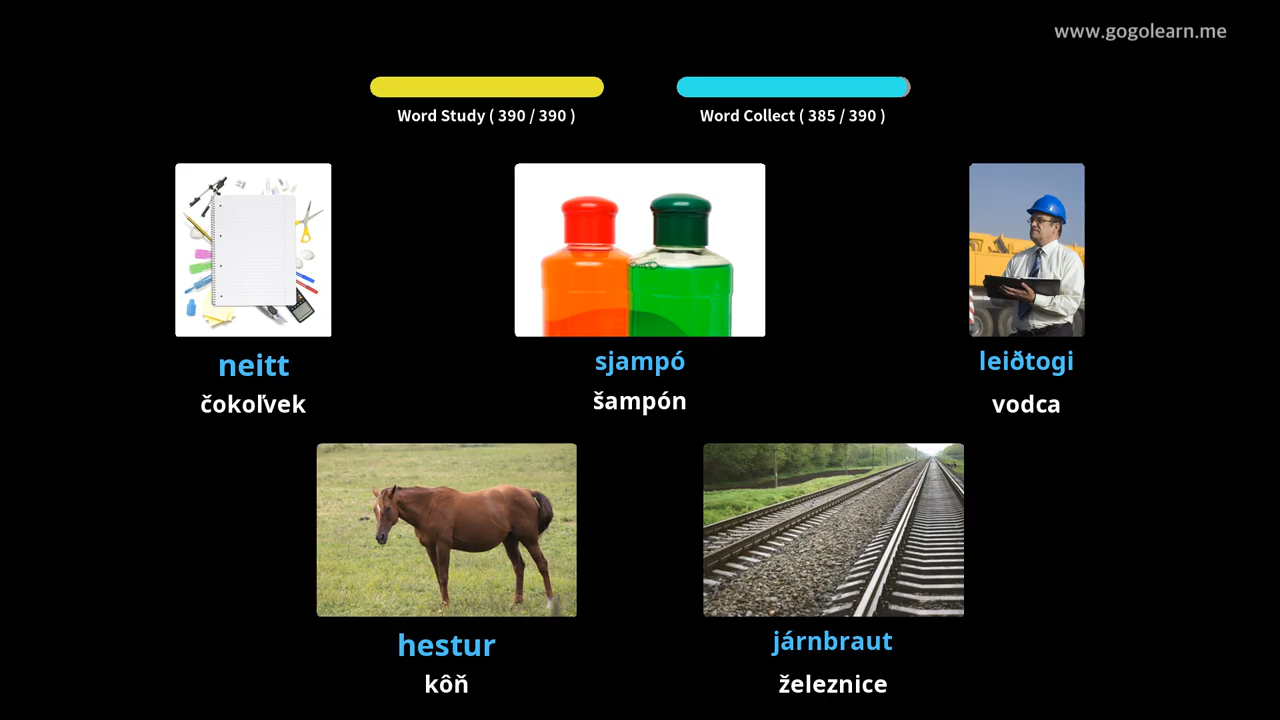 www.gogolearn.me
Word Study ( 390 / 390 )
Word Collect ( 385 / 390 )
neitt
čokoľvek
sjampó
šampón
leiðtogi
vodca
hestur
kôň
járnbraut
železnice